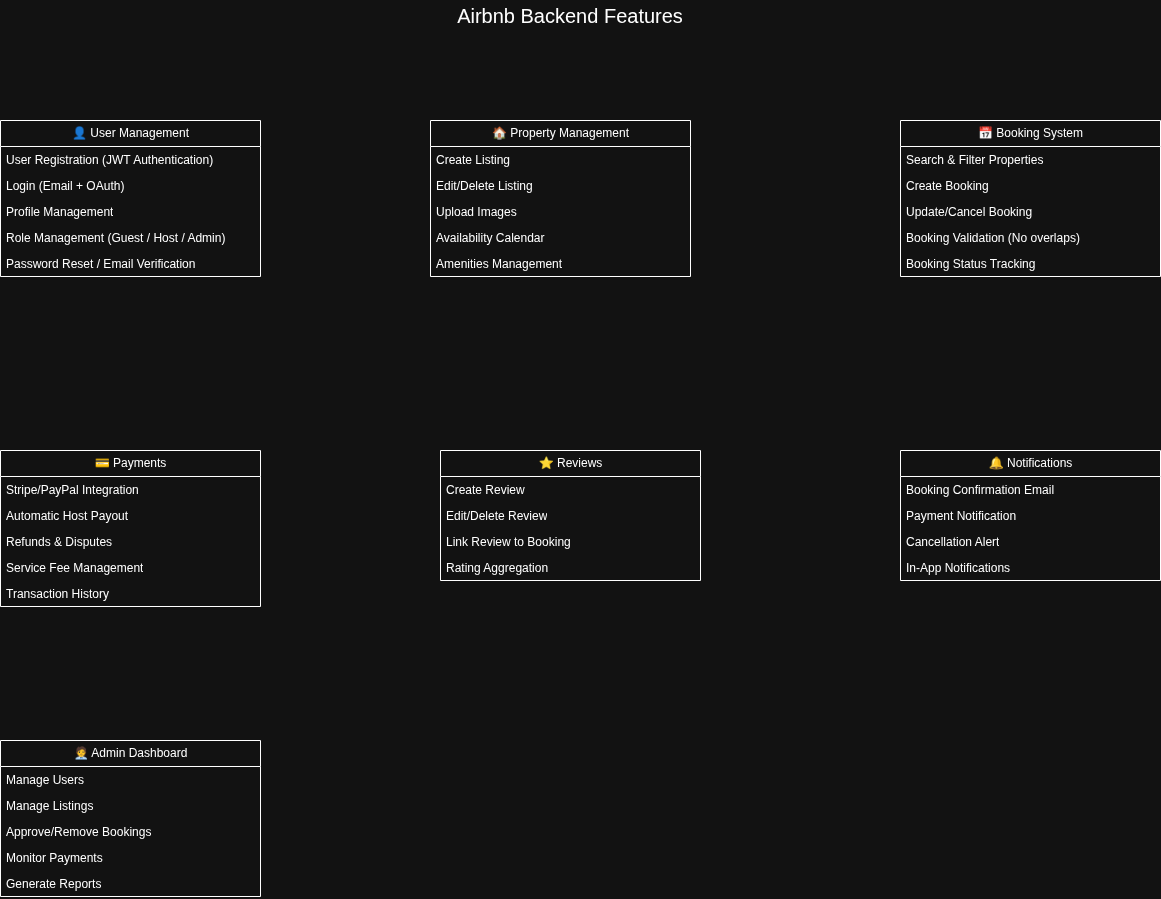 Airbnb Backend Features
👤 User Management
User Registration (JWT Authentication)
Login (Email + OAuth)
Profile Management
Role Management (Guest / Host / Admin)
Password Reset / Email Verification
🏠 Property Management
Create Listing
Edit/Delete Listing
Upload Images
Availability Calendar
Amenities Management
📅 Booking System
Search & Filter Properties
Create Booking
Update/Cancel Booking
Booking Validation (No overlaps)
Booking Status Tracking
💳 Payments
Stripe/PayPal Integration
Automatic Host Payout
Refunds & Disputes
Service Fee Management
Transaction History
⭐ Reviews
Create Review
Edit/Delete Review
Link Review to Booking
Rating Aggregation
🔔 Notifications
Booking Confirmation Email
Payment Notification
Cancellation Alert
In-App Notifications
🧑‍💼 Admin Dashboard
Manage Users
Manage Listings
Approve/Remove Bookings
Monitor Payments
Generate Reports